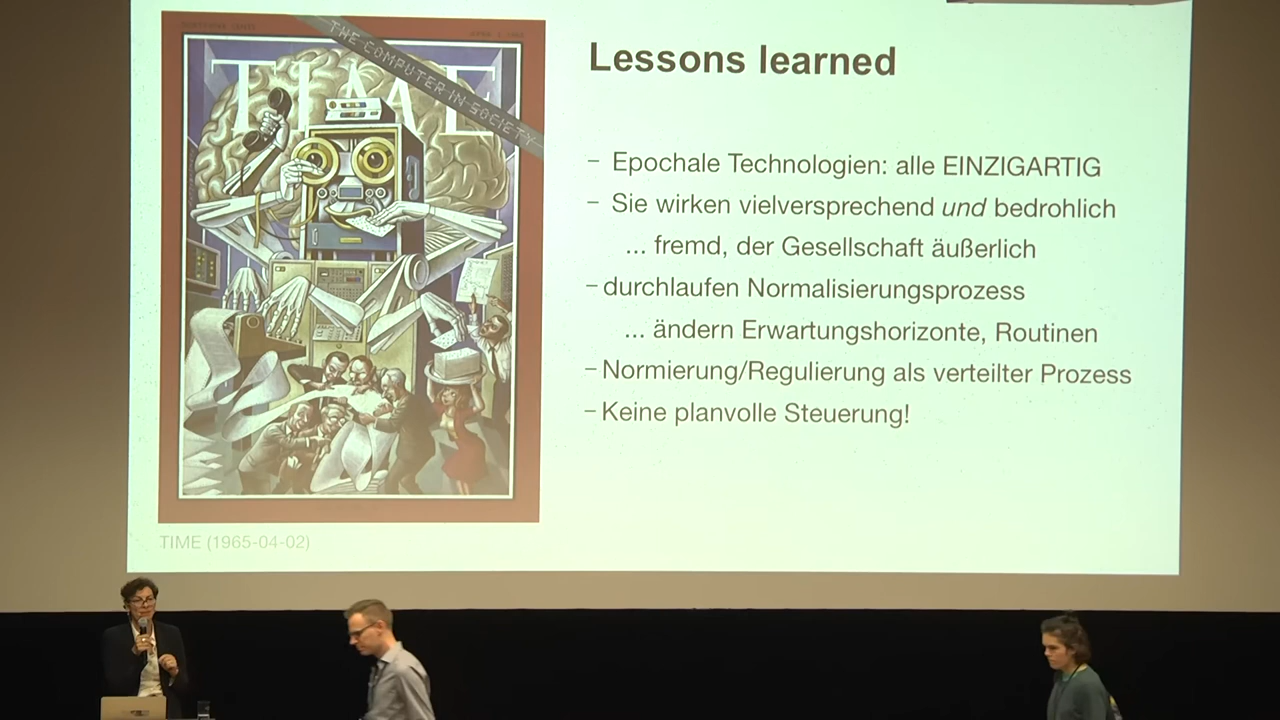 TIME
THE COMPUTER IN SOCIETY
TIME (1965-04-02)
Lessons learned
– Epochale Technologien: alle EINZIGARTIG
– Sie wirken vielversprechend und bedrohlich
... fremd, der Gesellschaft äußerlich
– durchlaufen Normalisierungsprozess
... ändern Erwartungshorizonte, Routinen
– Normierung/Regulierung als verteilter Prozess
– Keine planvolle Steuerung!